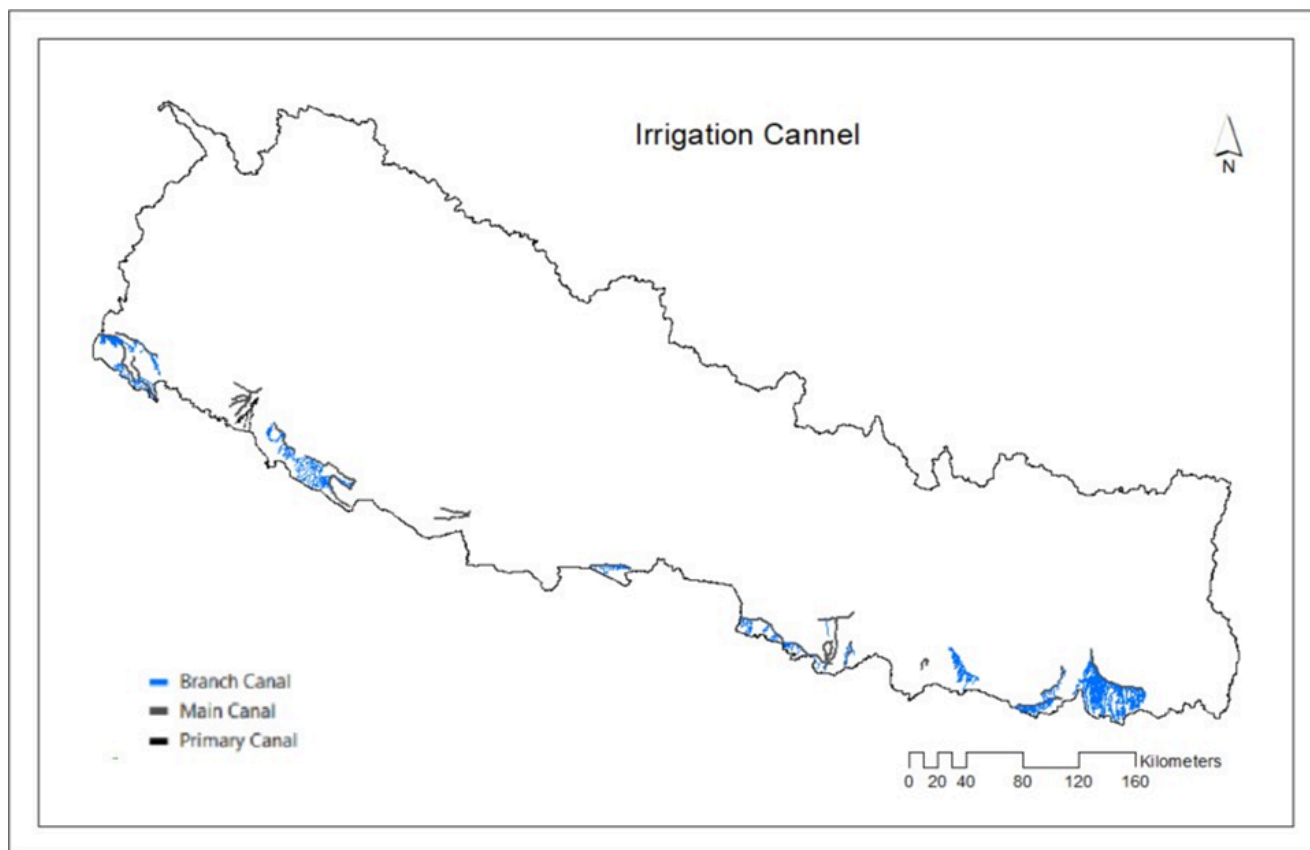 Irrigation Cannel
N
Branch Canal
Main Canal
Primary Canal
Kilometers
0 20 40 80 120 160